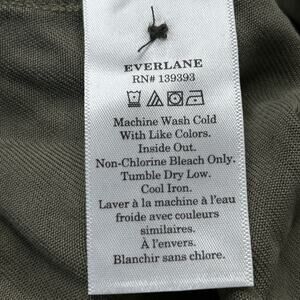 EVERLANE
RN# 139393
Machine Wash Cold
With Like Colors.
Inside Out.
Non-Chlorine Bleach Only.
Tumble Dry Low.
Cool Iron.
Laver à la machine à l'eau
froide avec couleurs
similaires.
À l'envers.
Blanchir sans chlore.